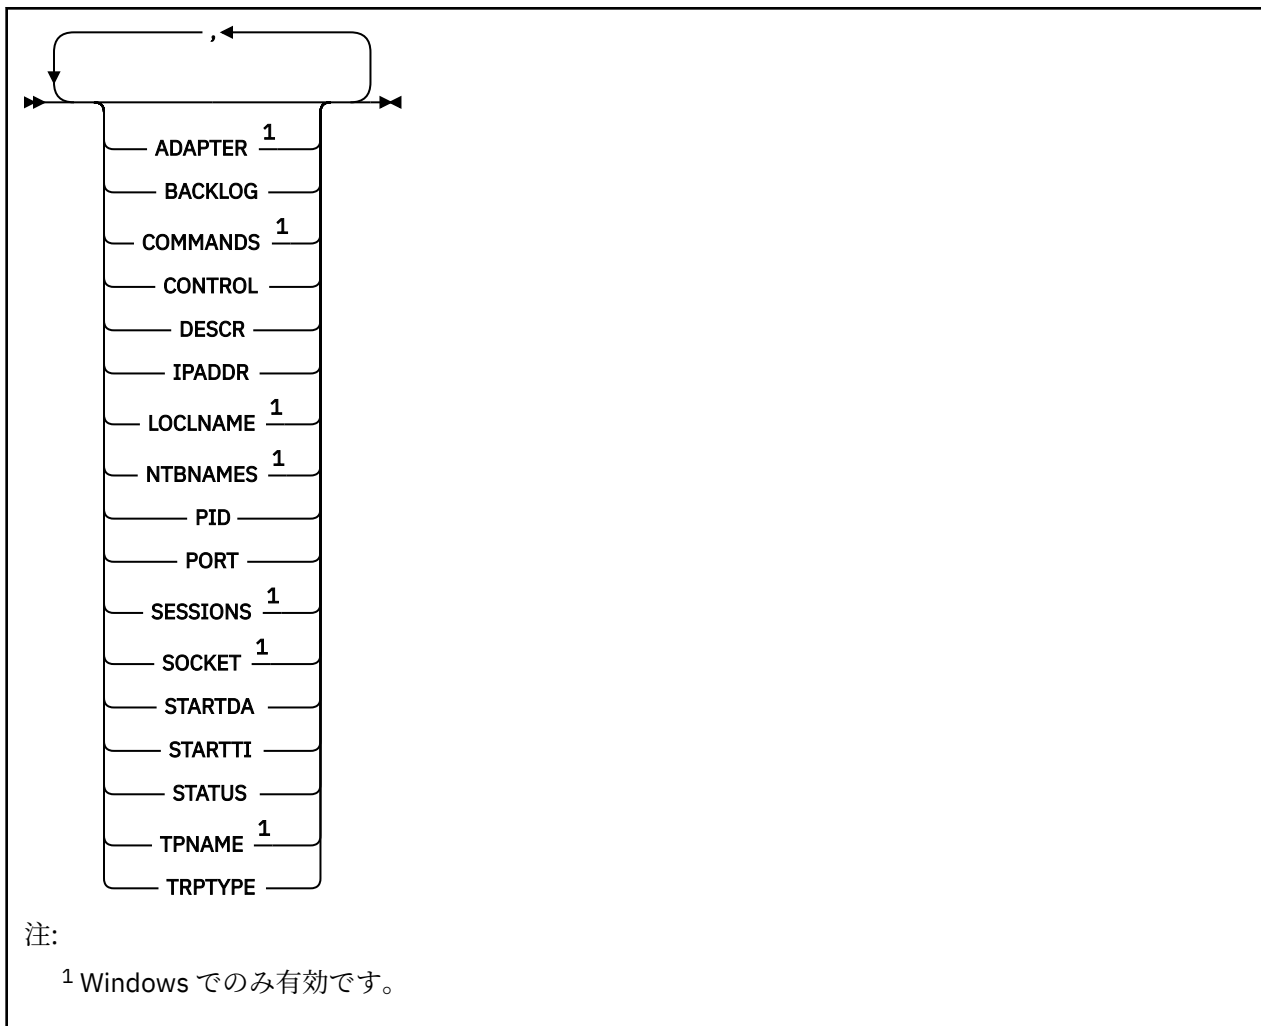 ,
ADAPTER 1
BACKLOG
COMMANDS 1
CONTROL
DESCR
IPADDR
LOCLNAME 1
NTBNAMES 1
PID
PORT
SESSIONS 1
SOCKET 1
STARTDA
STARTTI
STATUS
TPNAME 1
TRPTYPE
注:
1 Windows でのみ有効です。